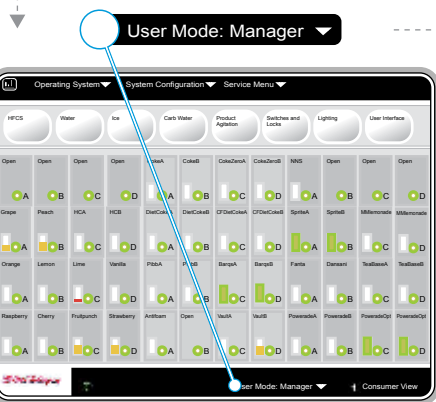 User Mode: Manager
Operating System System Configuration Service Menu
HFCS Water Ice Carb Water Product Agitation Switches and Locks Lighting User Interface
Open Open Open Open CokeA CokeB CokeZeroA CokeZeroB NNS Open Open Open
A B C D A B C D A B C D
Grape Peach HCA HCB DietCokeA DietCokeB CFDietCokeA CFDietCokeB SpriteA SpriteB MMlemonade MMlemonade
A B C D A B C D A B C D
Orange Lemon Lime Vanilla PibbA PibbB BarqsA BarqsB Fanta Dansani TeaBaseA TeaBaseB
A B C D A B C D A B C D
Raspberry Cherry Fruitpunch Strawberry Antifoam Open VaultA VaultB PoweradeA PoweradeB PoweradeOpt PoweradeOpt
A B C D A B C D A B C D
User Mode: Manager Consumer View